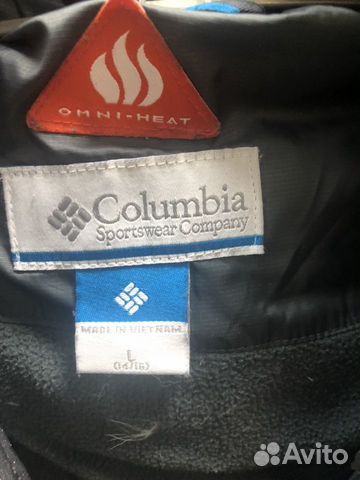 OMNI-HEAT
Columbia
Sportswear Company
MADE IN VIETNAM
L
(14/16)
Avito